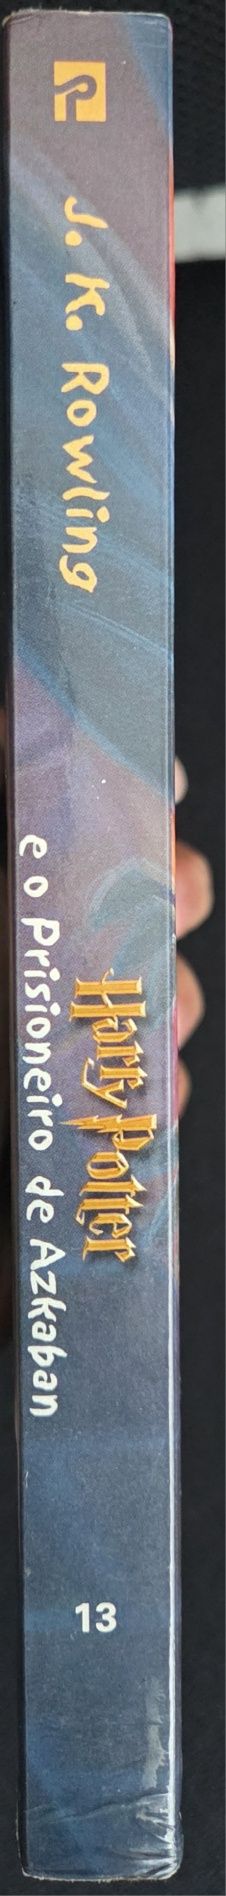 J. K. Rowling
Harry Potter
e o Prisioneiro de Azkaban
13